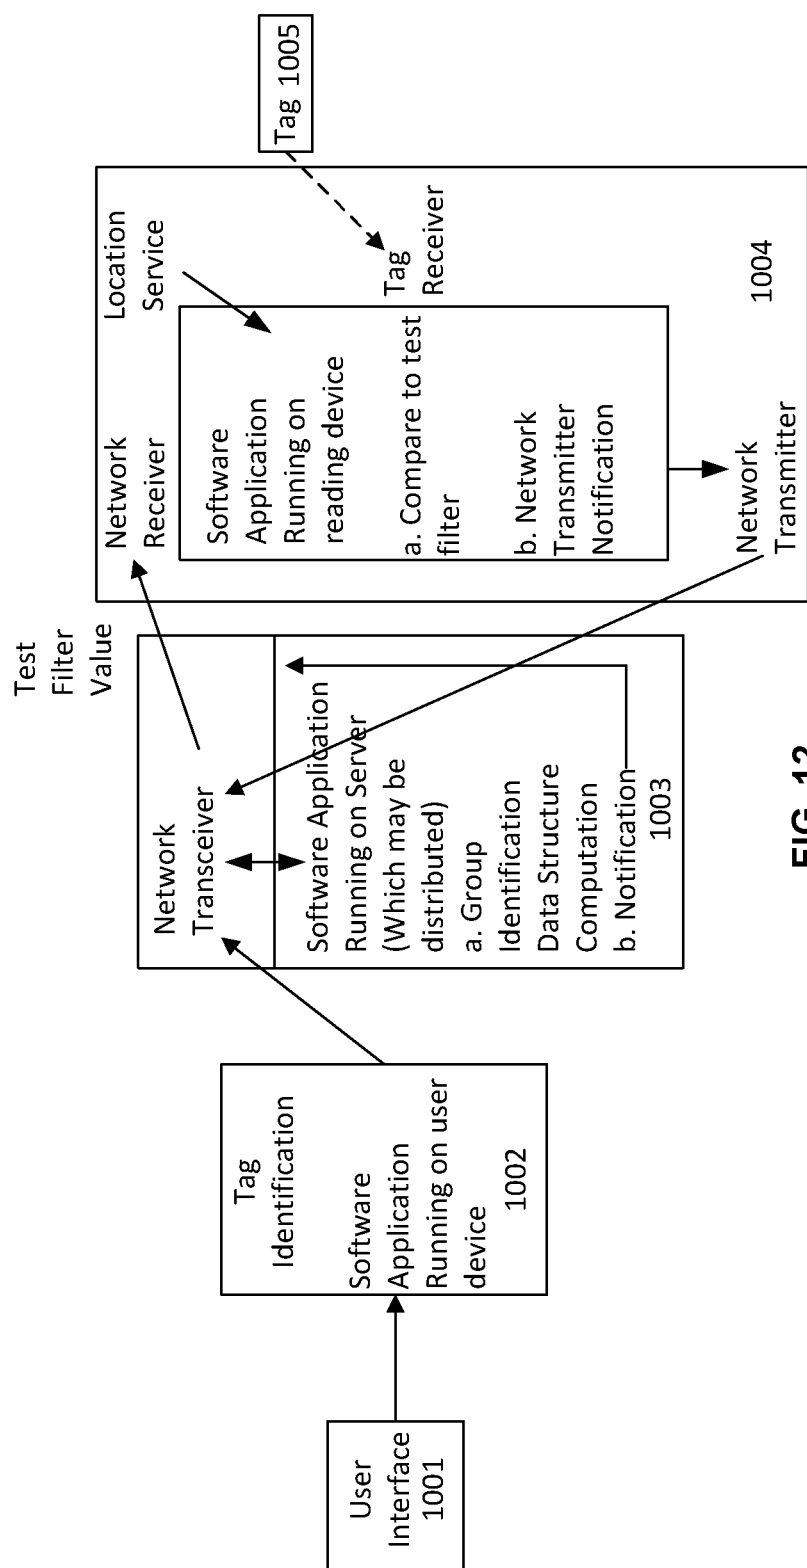 User
Interface
1001
Tag
Identification
Software
Application
Running on user
device
1002
Network
Transceiver
Software Application
Running on Server
(Which may be
distributed)
a. Group
Identification
Data Structure
Computation
b. Notification
1003
Test
Filter
Value
Network
Receiver
Location
Service
Software
Application
Running on
reading device
a. Compare to test
filter
b. Network
Transmitter
Notification
Tag
Receiver
Network
Transmitter
1004
Tag 1005
FIG. 12